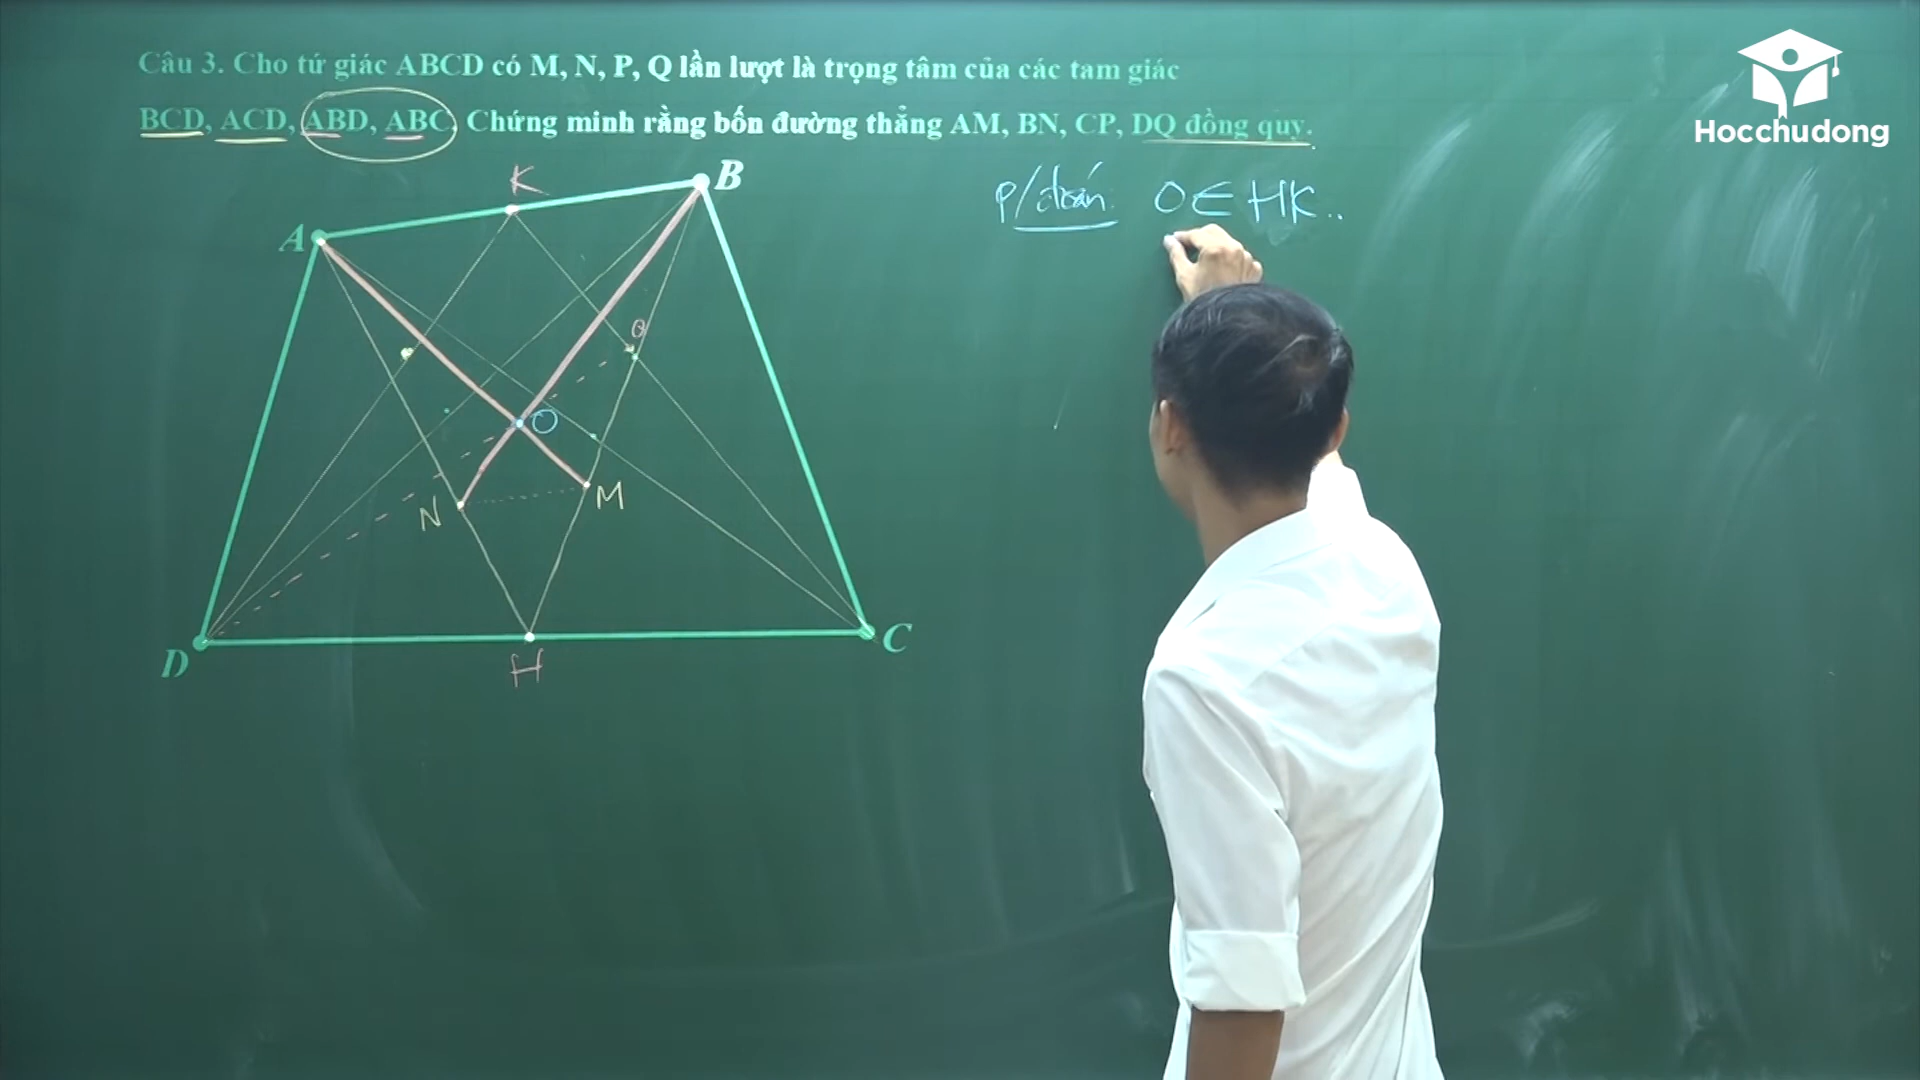 Câu 3. Cho tứ giác ABCD có M, N, P, Q lần lượt là trọng tâm của các tam giác
BCD, ACD, ABD, ABC. Chứng minh rằng bốn đường thẳng AM, BN, CP, DQ đồng quy.
Hocchudong
K
B
P/đoán: O ∈ HK..
A
Q
O
N
M
D
H
C